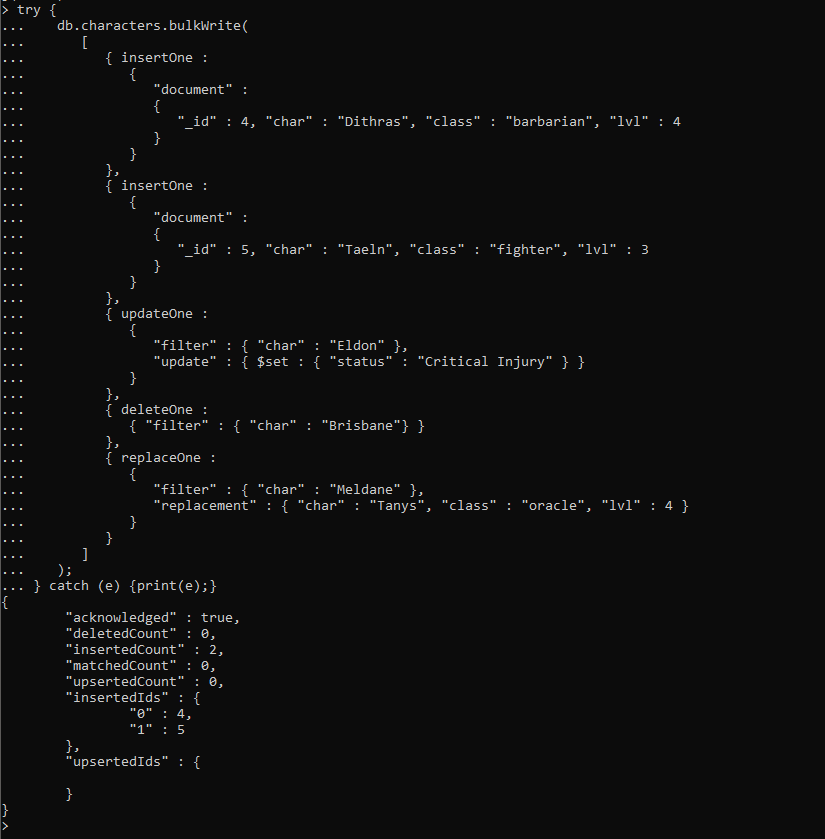 > try {
...    db.characters.bulkWrite(
...       [
...          { insertOne :
...             {
...                "document" :
...                {
...                   "_id" : 4, "char" : "Dithras", "class" : "barbarian", "lvl" : 4
...                }
...             }
...          },
...          { insertOne :
...             {
...                "document" :
...                {
...                   "_id" : 5, "char" : "Taeln", "class" : "fighter", "lvl" : 3
...                }
...             }
...          },
...          { updateOne :
...             {
...                "filter" : { "char" : "Eldon" },
...                "update" : { $set : { "status" : "Critical Injury" } }
...             }
...          },
...          { deleteOne :
...             { "filter" : { "char" : "Brisbane"} }
...          },
...          { replaceOne :
...             {
...                "filter" : { "char" : "Meldane" },
...                "replacement" : { "char" : "Tanys", "class" : "oracle", "lvl" : 4 }
...             }
...          }
...       ]
...    );
... } catch (e) {print(e);}
{
        "acknowledged" : true,
        "deletedCount" : 0,
        "insertedCount" : 2,
        "matchedCount" : 0,
        "upsertedCount" : 0,
        "insertedIds" : {
                "0" : 4,
                "1" : 5
        },
        "upsertedIds" : {

        }
}
>